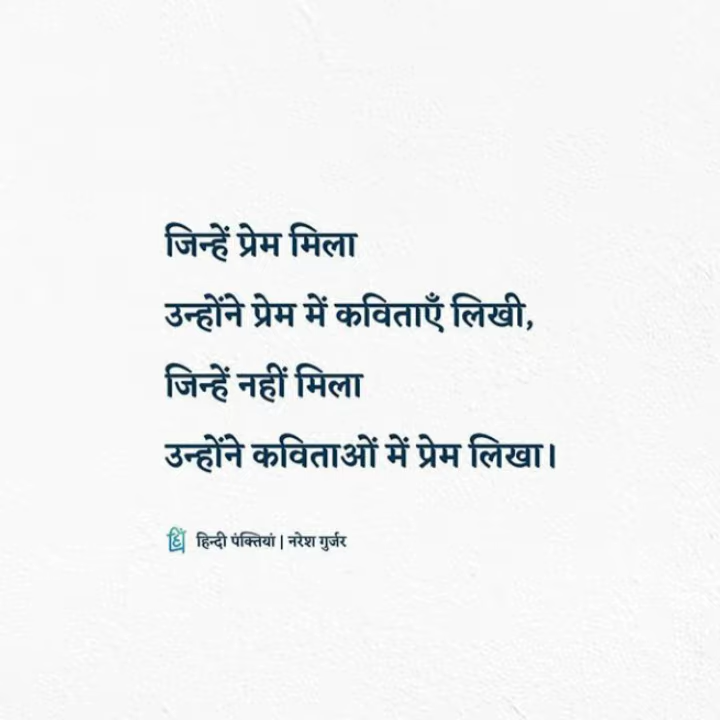 जिन्हें प्रेम मिला
उन्होंने प्रेम में कविताएँ लिखी,
जिन्हें नहीं मिला
उन्होंने कविताओं में प्रेम लिखा।
हिं हिन्दी पंक्तियां | नरेश गुर्जर